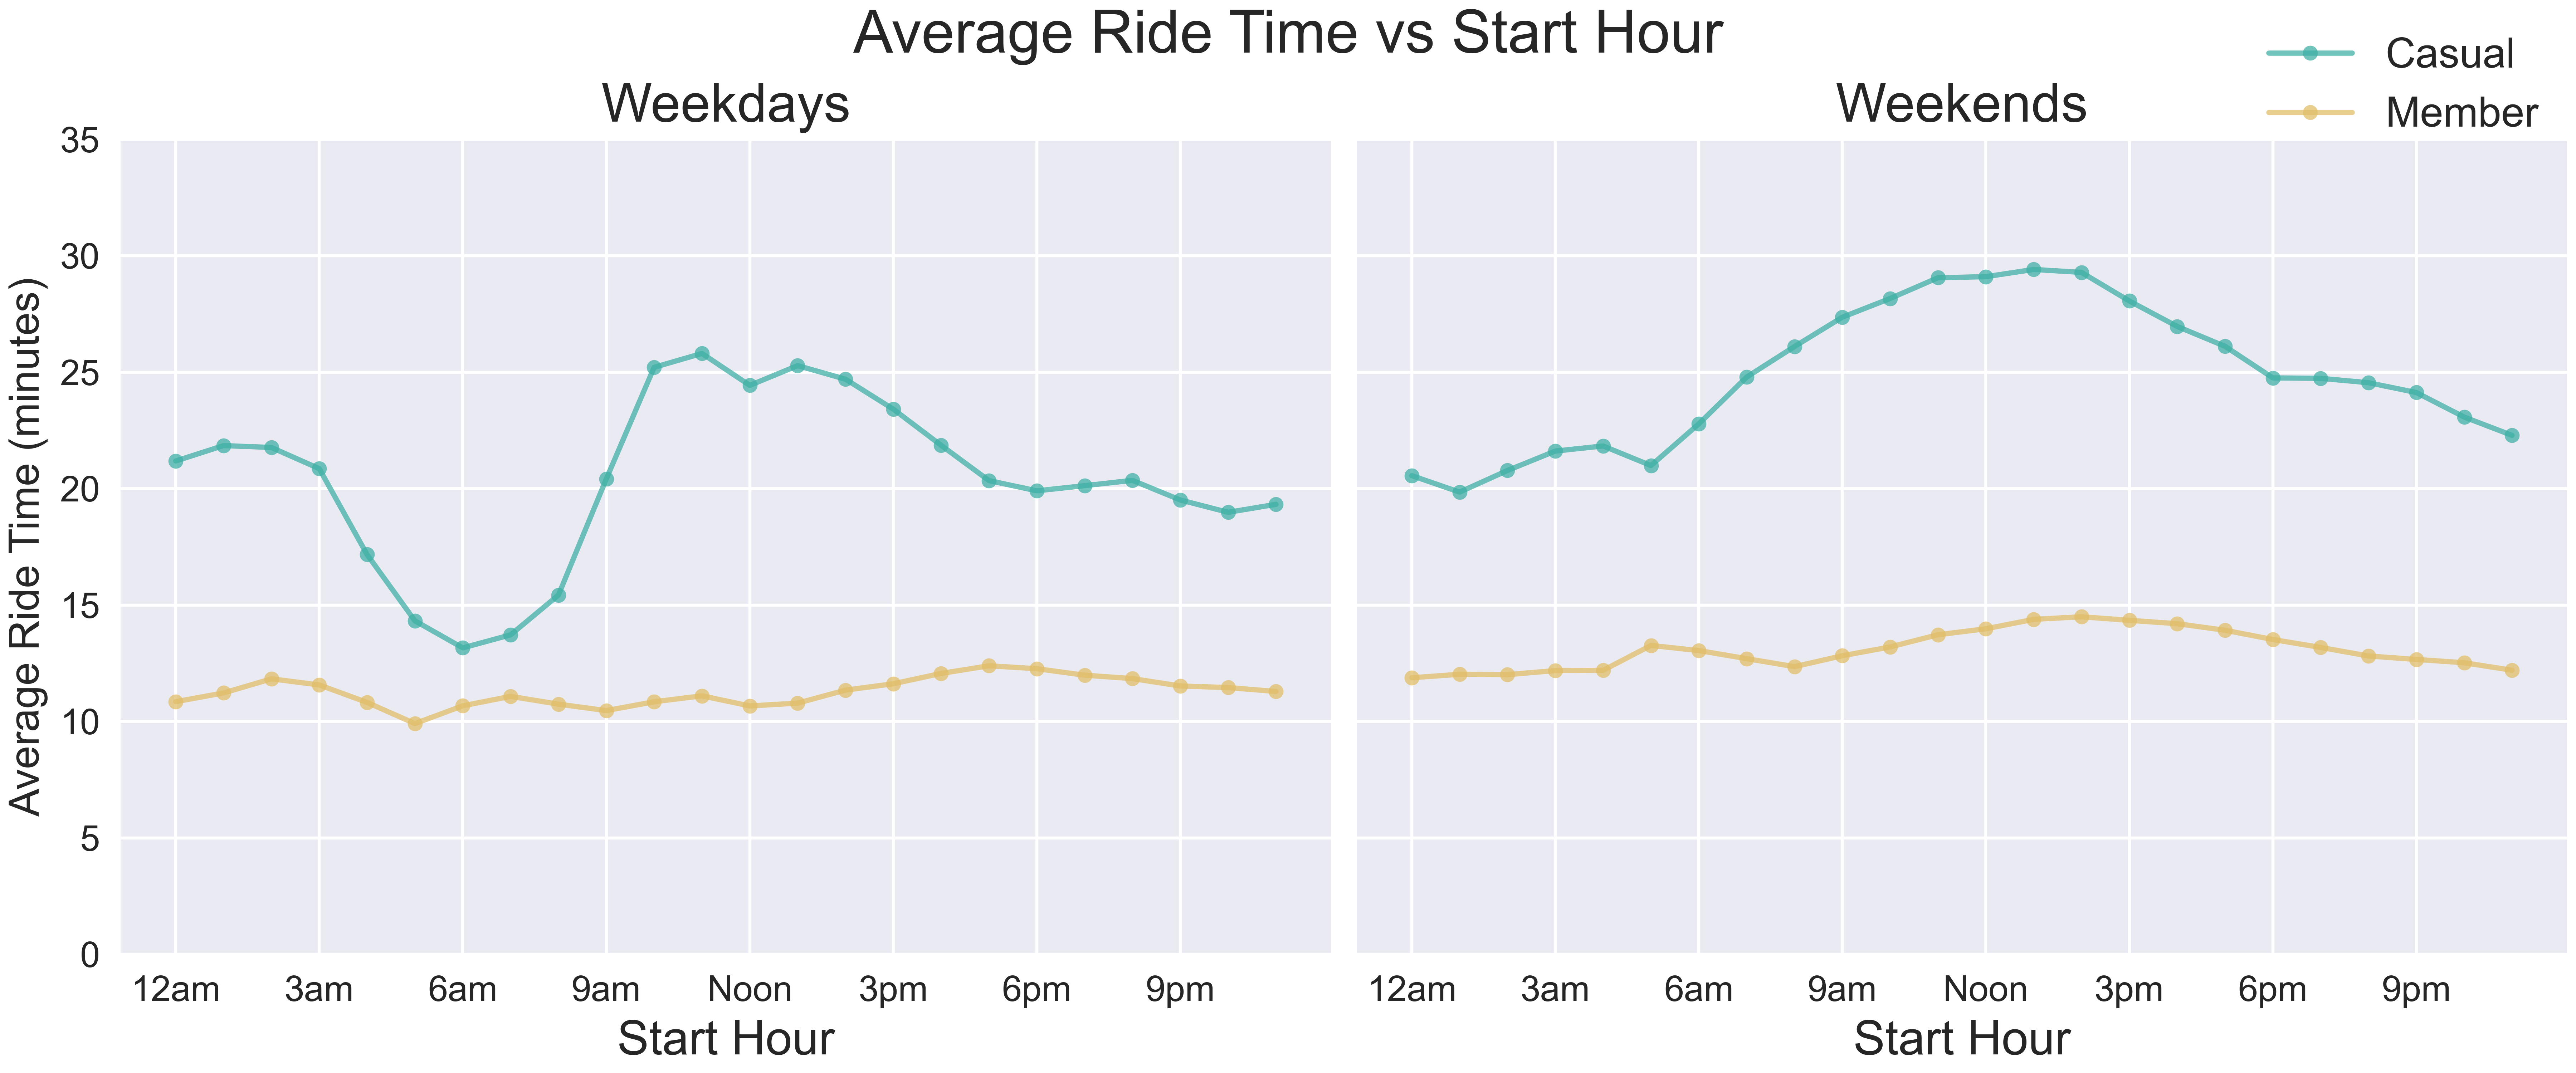 Average Ride Time vs Start Hour
Casual
Member
Weekdays
Weekends
Average Ride Time (minutes)
35
30
25
20
15
10
5
0
12am 3am 6am 9am Noon 3pm 6pm 9pm
12am 3am 6am 9am Noon 3pm 6pm 9pm
Start Hour
Start Hour